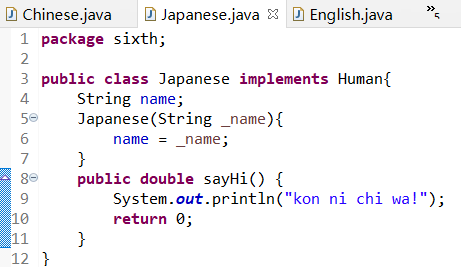 Chinese.java Japanese.java English.java »5
1 package sixth;
2
3 public class Japanese implements Human{
4     String name;
5     Japanese(String _name){
6         name = _name;
7     }
8     public double sayHi() {
9         System.out.println("kon ni chi wa!");
10         return 0;
11     }
12 }